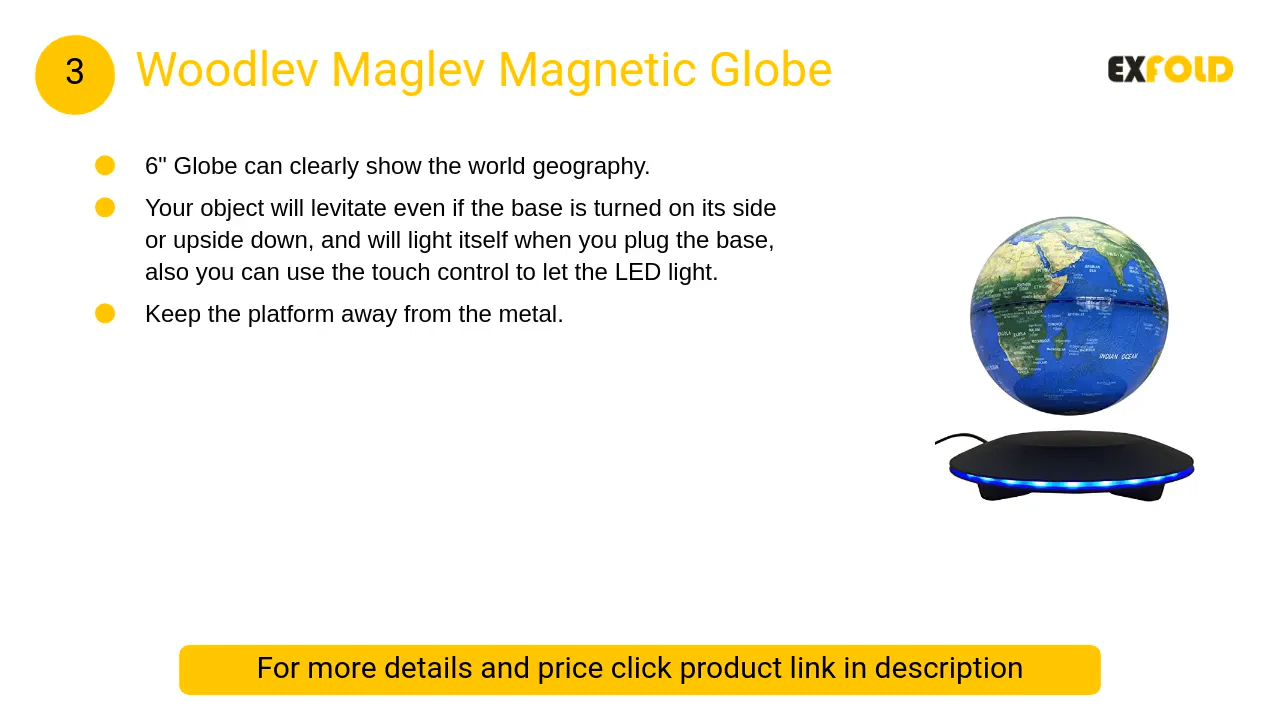 3
Woodlev Maglev Magnetic Globe
EXFOLD
6" Globe can clearly show the world geography.
Your object will levitate even if the base is turned on its side
or upside down, and will light itself when you plug the base,
also you can use the touch control to let the LED light.
Keep the platform away from the metal.
INDIAN OCEAN
For more details and price click product link in description